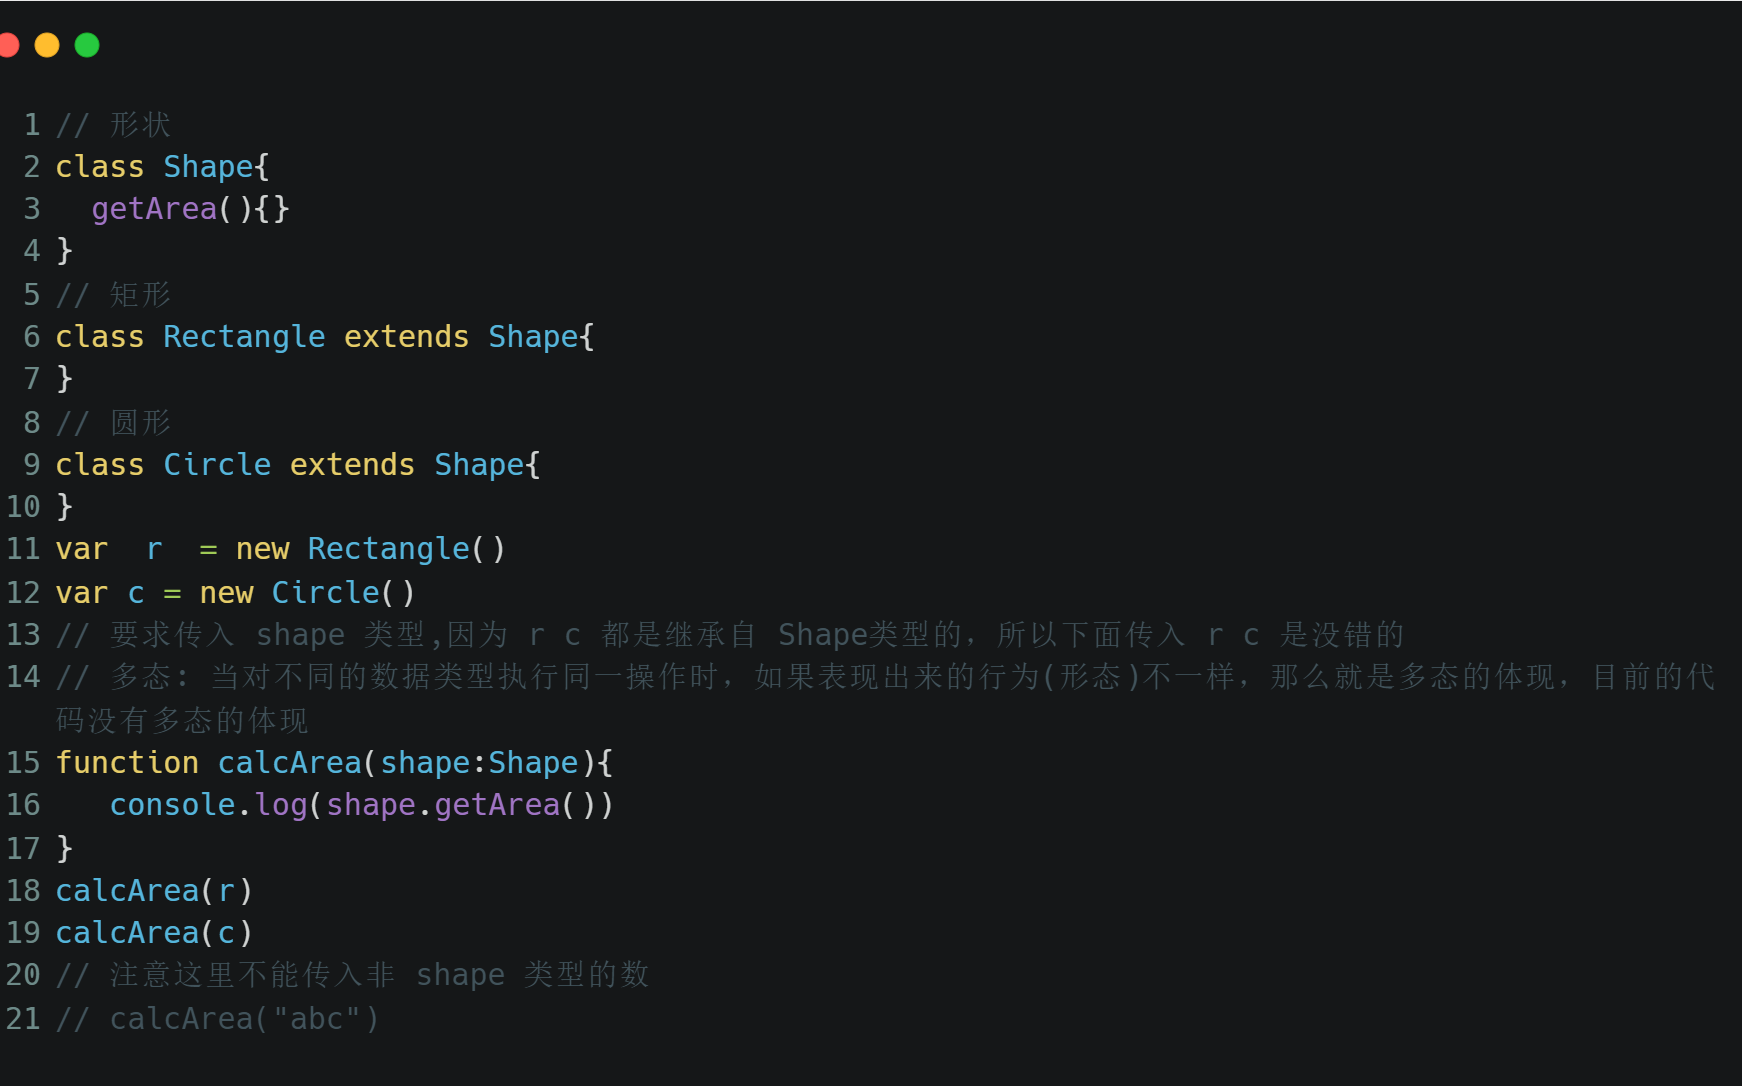 1 // 形状
2 class Shape{
3   getArea(){}
4 }
5 // 矩形
6 class Rectangle extends Shape{
7 }
8 // 圆形
9 class Circle extends Shape{
10 }
11 var  r  = new Rectangle()
12 var c = new Circle()
13 // 要求传入 shape 类型,因为 r c 都是继承自 Shape类型的，所以下面传入 r c 是没错的
14 // 多态: 当对不同的数据类型执行同一操作时，如果表现出来的行为(形态)不一样，那么就是多态的体现，目前的代
码没有多态的体现
15 function calcArea(shape:Shape){
16    console.log(shape.getArea())
17 }
18 calcArea(r)
19 calcArea(c)
20 // 注意这里不能传入非 shape 类型的数
21 // calcArea("abc")